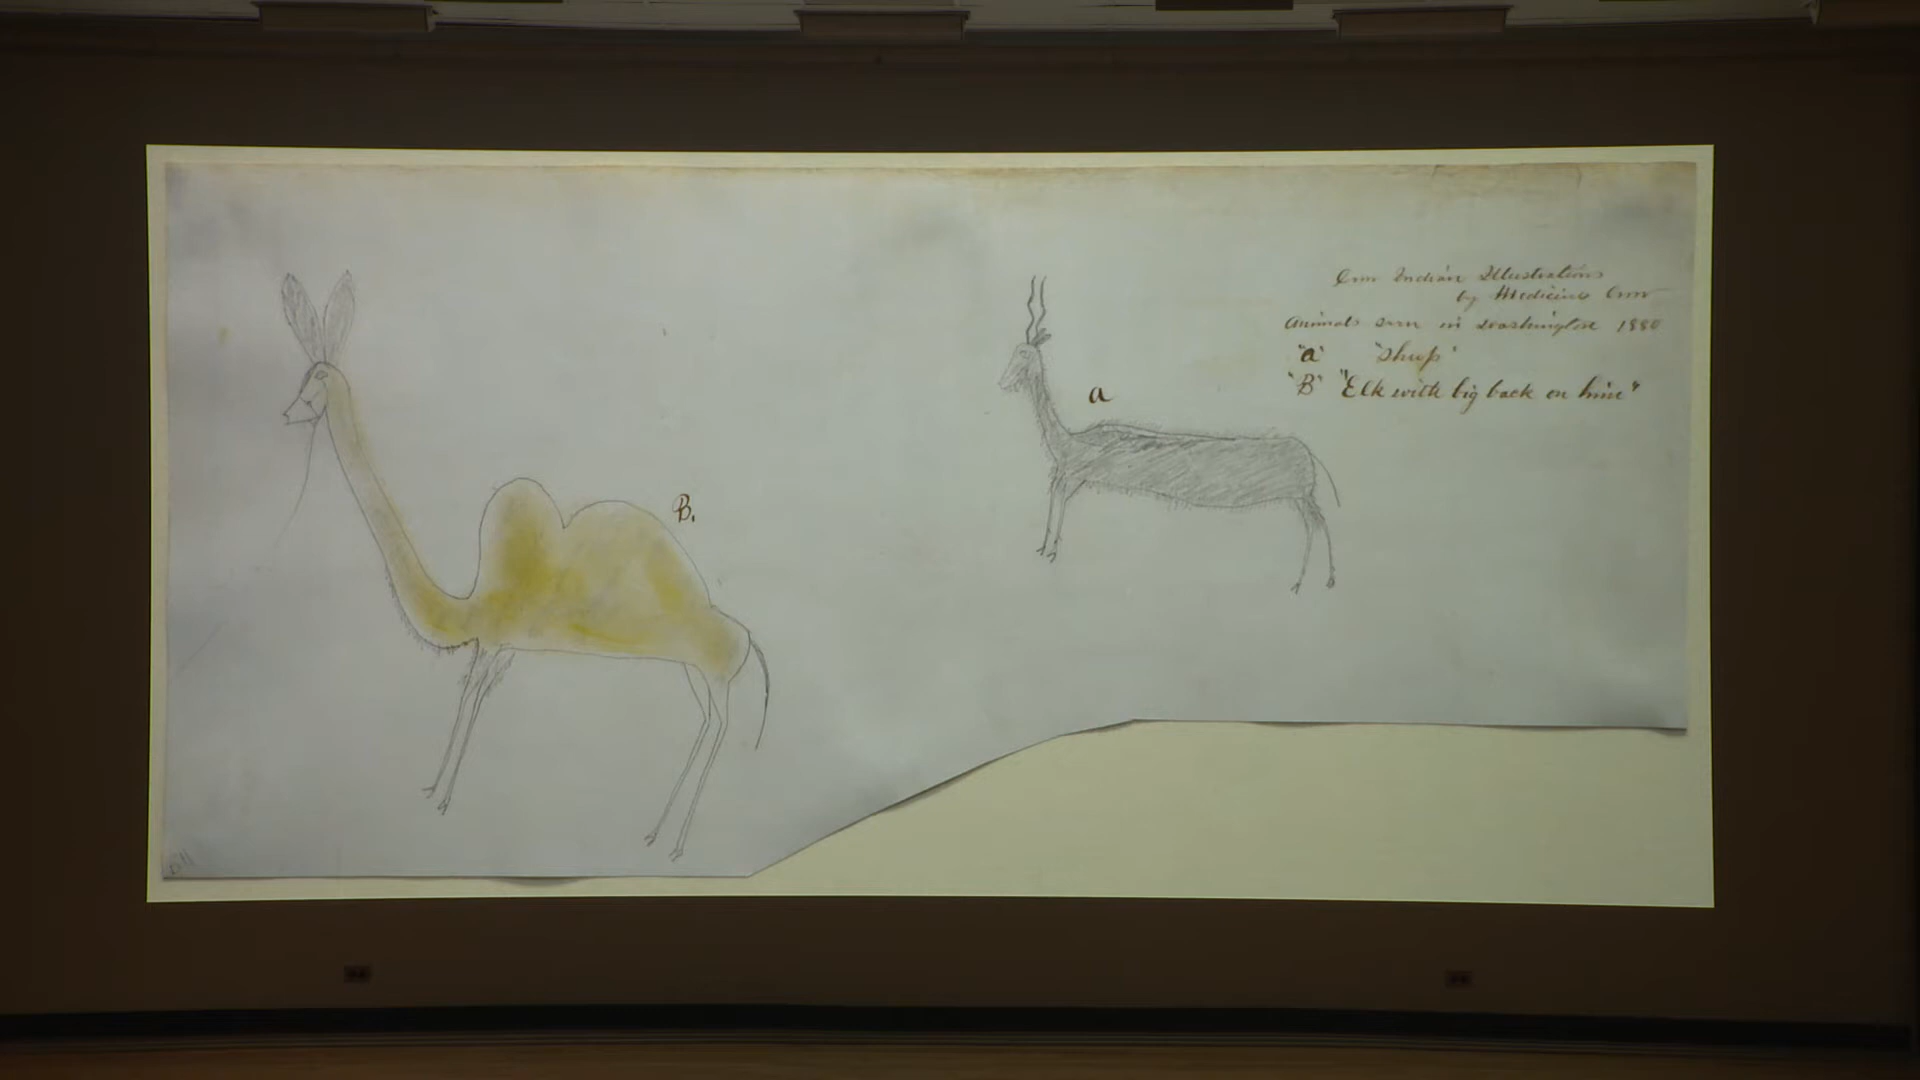 Crow Indian Illustrations
by Medicine Crow
Animals seen in Washington 1880
"a" "Sheep"
"B" "Elk with big back on him"
a
B.